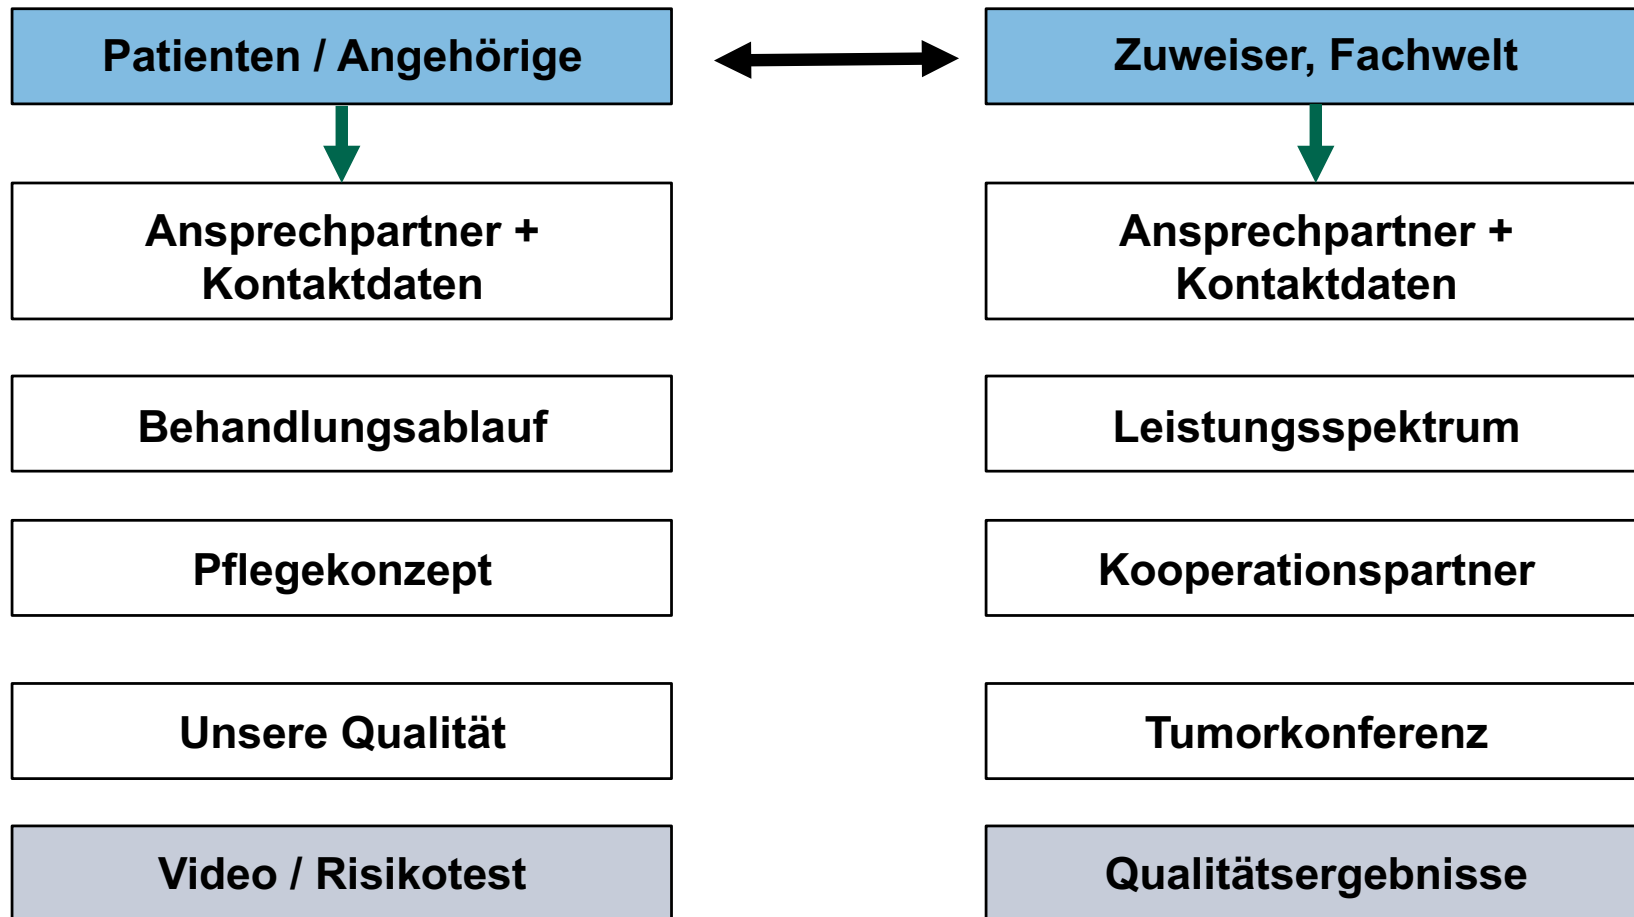 Patienten / Angehörige
Zuweiser, Fachwelt
Ansprechpartner +
Kontaktdaten
Ansprechpartner +
Kontaktdaten
Behandlungsablauf
Leistungsspektrum
Pflegekonzept
Kooperationspartner
Unsere Qualität
Tumorkonferenz
Video / Risikotest
Qualitätsergebnisse